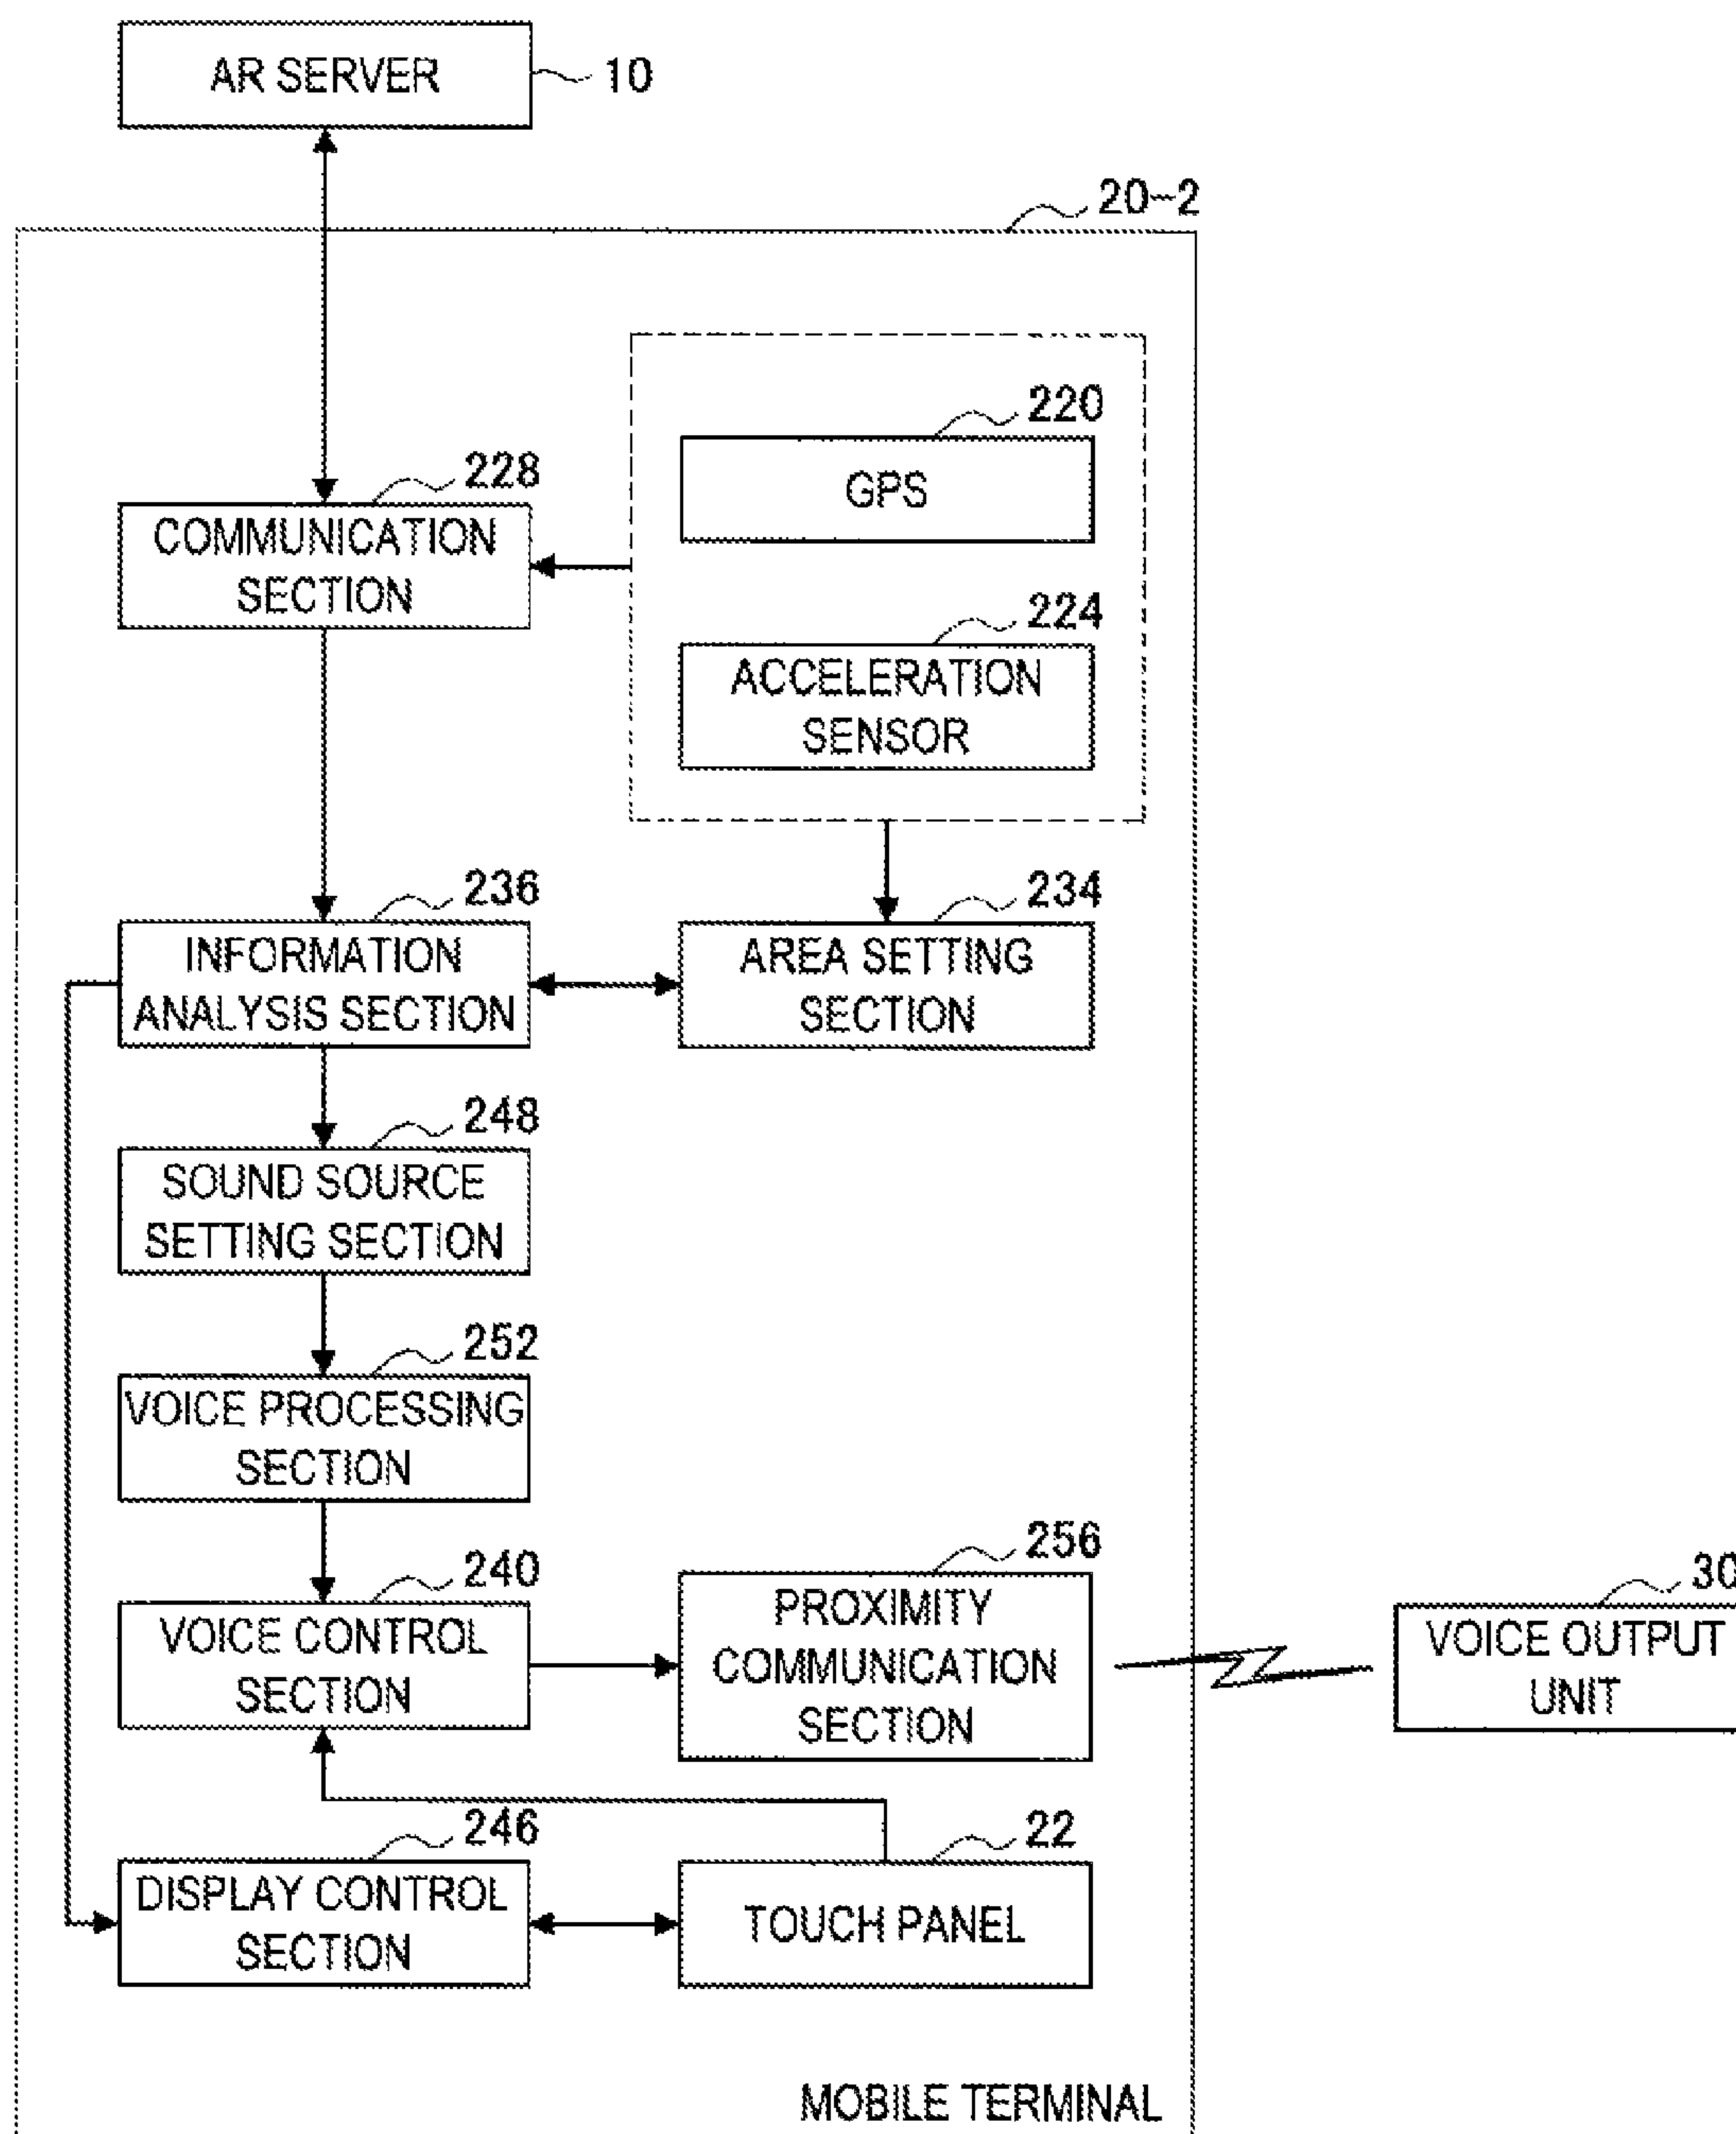 AR SERVER
10
20-2
220
GPS
228
COMMUNICATION
SECTION
224
ACCELERATION
SENSOR
236
INFORMATION
ANALYSIS SECTION
234
AREA SETTING
SECTION
248
SOUND SOURCE
SETTING SECTION
252
VOICE PROCESSING
SECTION
240
VOICE CONTROL
SECTION
256
PROXIMITY
COMMUNICATION
SECTION
30
VOICE OUTPUT
UNIT
246
DISPLAY CONTROL
SECTION
22
TOUCH PANEL
MOBILE TERMINAL